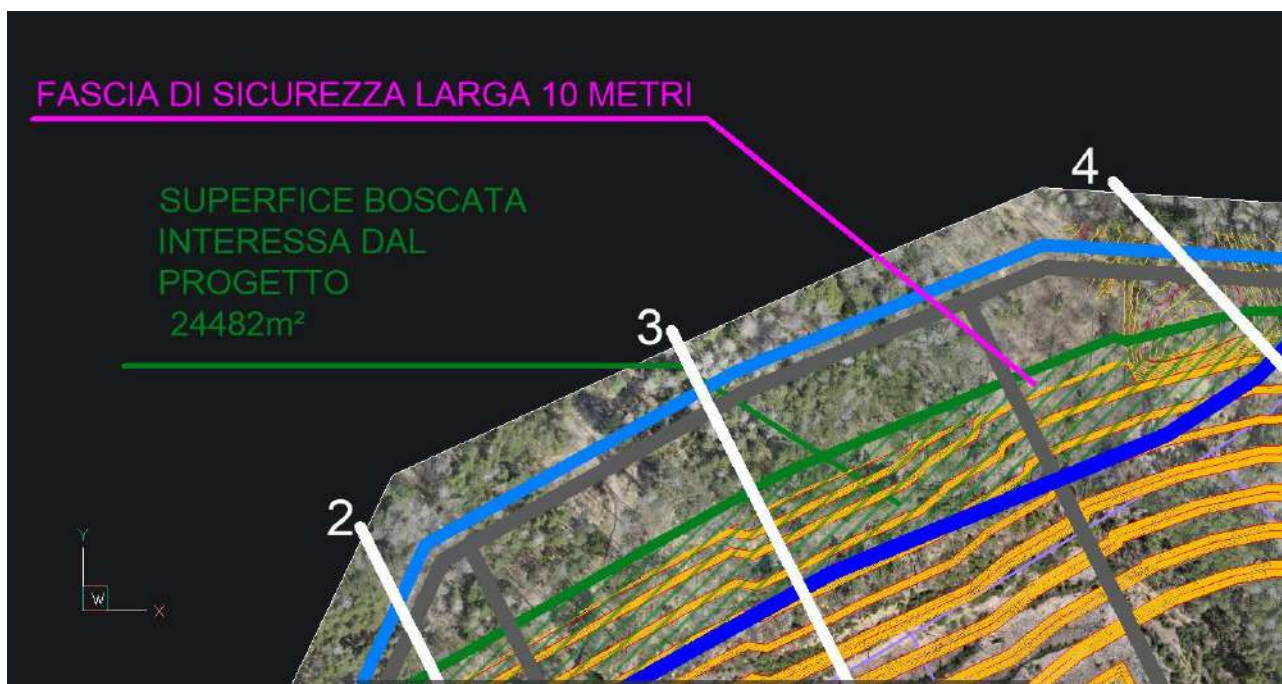 FASCIA DI SICUREZZA LARGA 10 METRI
SUPERFICE BOSCATA
INTERESSA DAL
PROGETTO
24482m²
4
3
2
Y
W
X